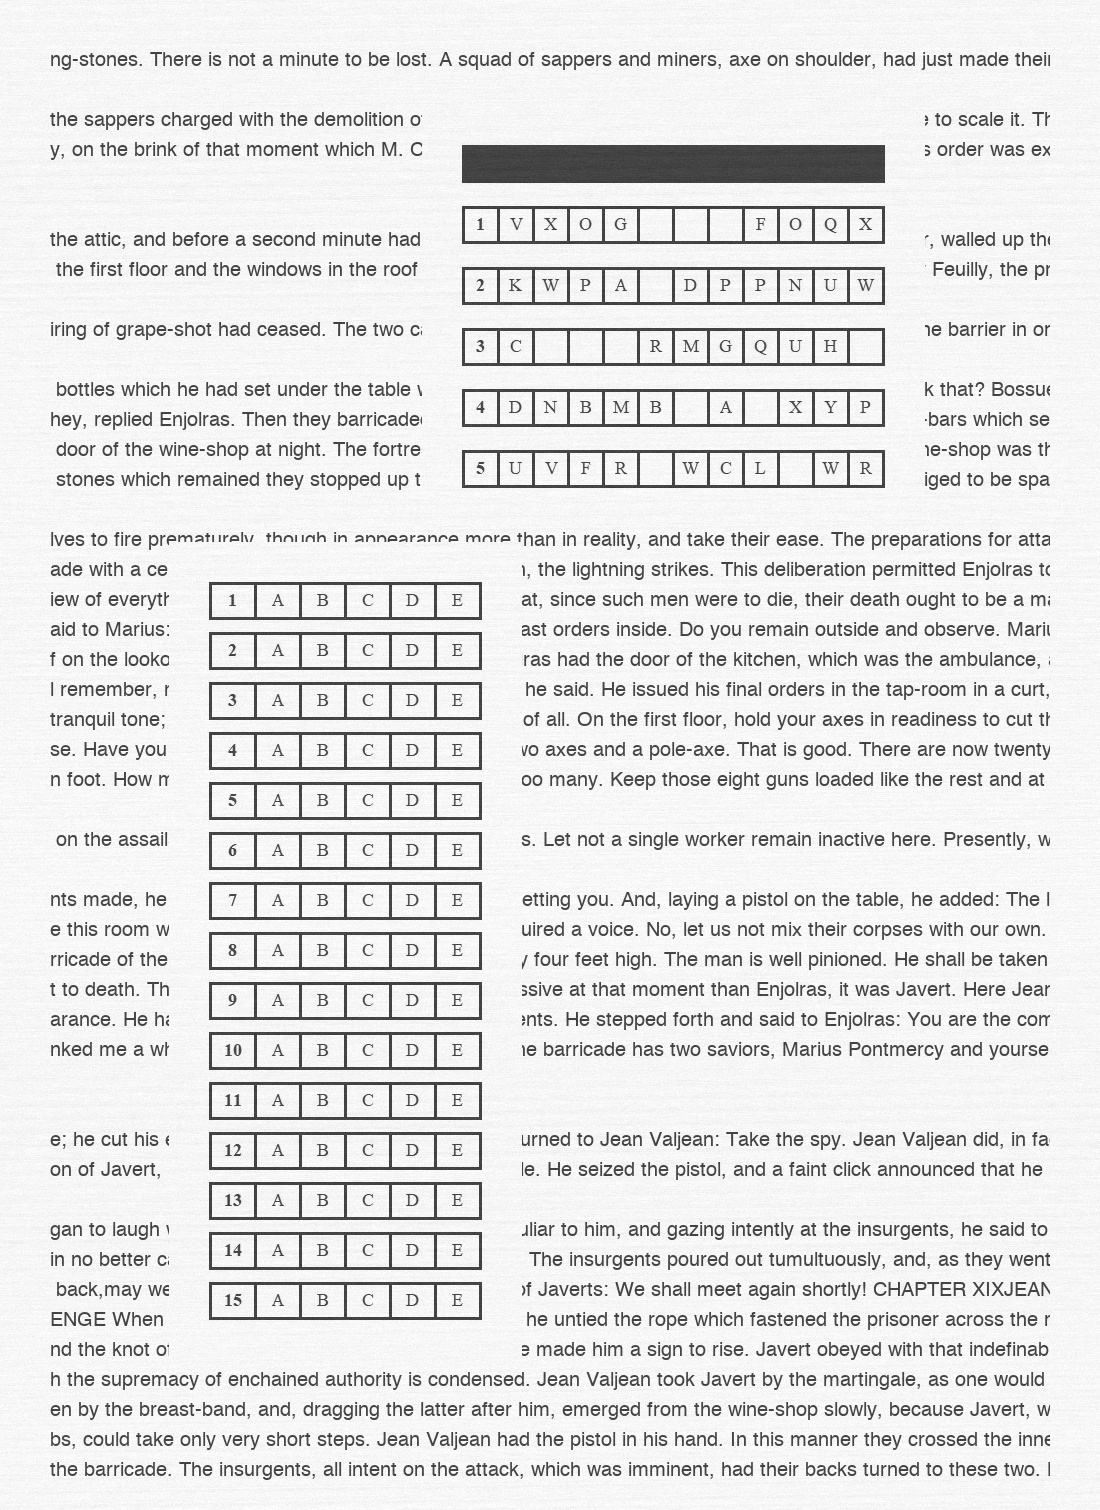 ng-stones. There is not a minute to be lost. A squad of sappers and miners, axe on shoulder, had just made their
the sappers charged with the demolition of
y, on the brink of that moment which M. C
the attic, and before a second minute had
the first floor and the windows in the roof
iring of grape-shot had ceased. The two ca
bottles which he had set under the table w
hey, replied Enjolras. Then they barricaded
door of the wine-shop at night. The fortre
stones which remained they stopped up t
1 V X O G F O Q X
2 K W P A D P P N U W
3 C R M G Q U H
4 D N B M B A X Y P
5 U V F R W C L W R
e to scale it. Th
s order was ex
r, walled up the
Feuilly, the pr
he barrier in or
k that? Bossue
-bars which se
ne-shop was th
iged to be spa
lves to fire prematurely, though in appearance more than in reality, and take their ease. The preparations for atta
ade with a ce
iew of everyth
aid to Marius:
f on the looko
l remember, r
tranquil tone;
se. Have you
n foot. How m
on the assail
nts made, he
e this room w
rricade of the
t to death. Th
arance. He ha
nked me a wh
e; he cut his e
on of Javert,
gan to laugh w
in no better ca
back,may we
ENGE When
nd the knot of
1 A B C D E
2 A B C D E
3 A B C D E
4 A B C D E
5 A B C D E
6 A B C D E
7 A B C D E
8 A B C D E
9 A B C D E
10 A B C D E
11 A B C D E
12 A B C D E
13 A B C D E
14 A B C D E
15 A B C D E
n, the lightning strikes. This deliberation permitted Enjolras to
at, since such men were to die, their death ought to be a ma
ast orders inside. Do you remain outside and observe. Mariu
ras had the door of the kitchen, which was the ambulance, a
he said. He issued his final orders in the tap-room in a curt,
of all. On the first floor, hold your axes in readiness to cut th
wo axes and a pole-axe. That is good. There are now twenty
oo many. Keep those eight guns loaded like the rest and at
s. Let not a single worker remain inactive here. Presently, w
etting you. And, laying a pistol on the table, he added: The l
uired a voice. No, let us not mix their corpses with our own.
y four feet high. The man is well pinioned. He shall be taken
ssive at that moment than Enjolras, it was Javert. Here Jean
ents. He stepped forth and said to Enjolras: You are the com
he barricade has two saviors, Marius Pontmercy and yourse
urned to Jean Valjean: Take the spy. Jean Valjean did, in fa
le. He seized the pistol, and a faint click announced that he
uliar to him, and gazing intently at the insurgents, he said to
The insurgents poured out tumultuously, and, as they went
of Javerts: We shall meet again shortly! CHAPTER XIXJEAN
he untied the rope which fastened the prisoner across the
e made him a sign to rise. Javert obeyed with that indefinab
h the supremacy of enchained authority is condensed. Jean Valjean took Javert by the martingale, as one would
en by the breast-band, and, dragging the latter after him, emerged from the wine-shop slowly, because Javert, w
bs, could take only very short steps. Jean Valjean had the pistol in his hand. In this manner they crossed the inne
the barricade. The insurgents, all intent on the attack, which was imminent, had their backs turned to these two.